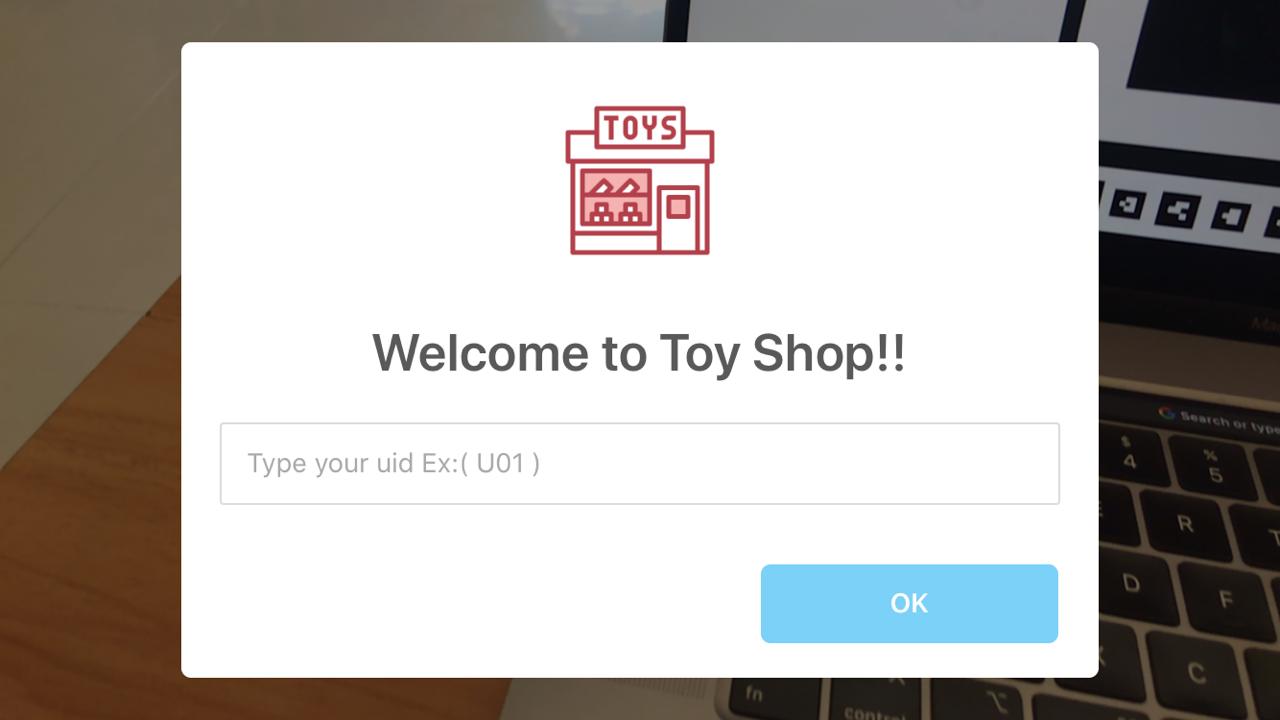 TOYS
Welcome to Toy Shop!!
Type your uid Ex:( U01 )
OK
Search or type
$
4
%
5
R
D
F
C
fn
control